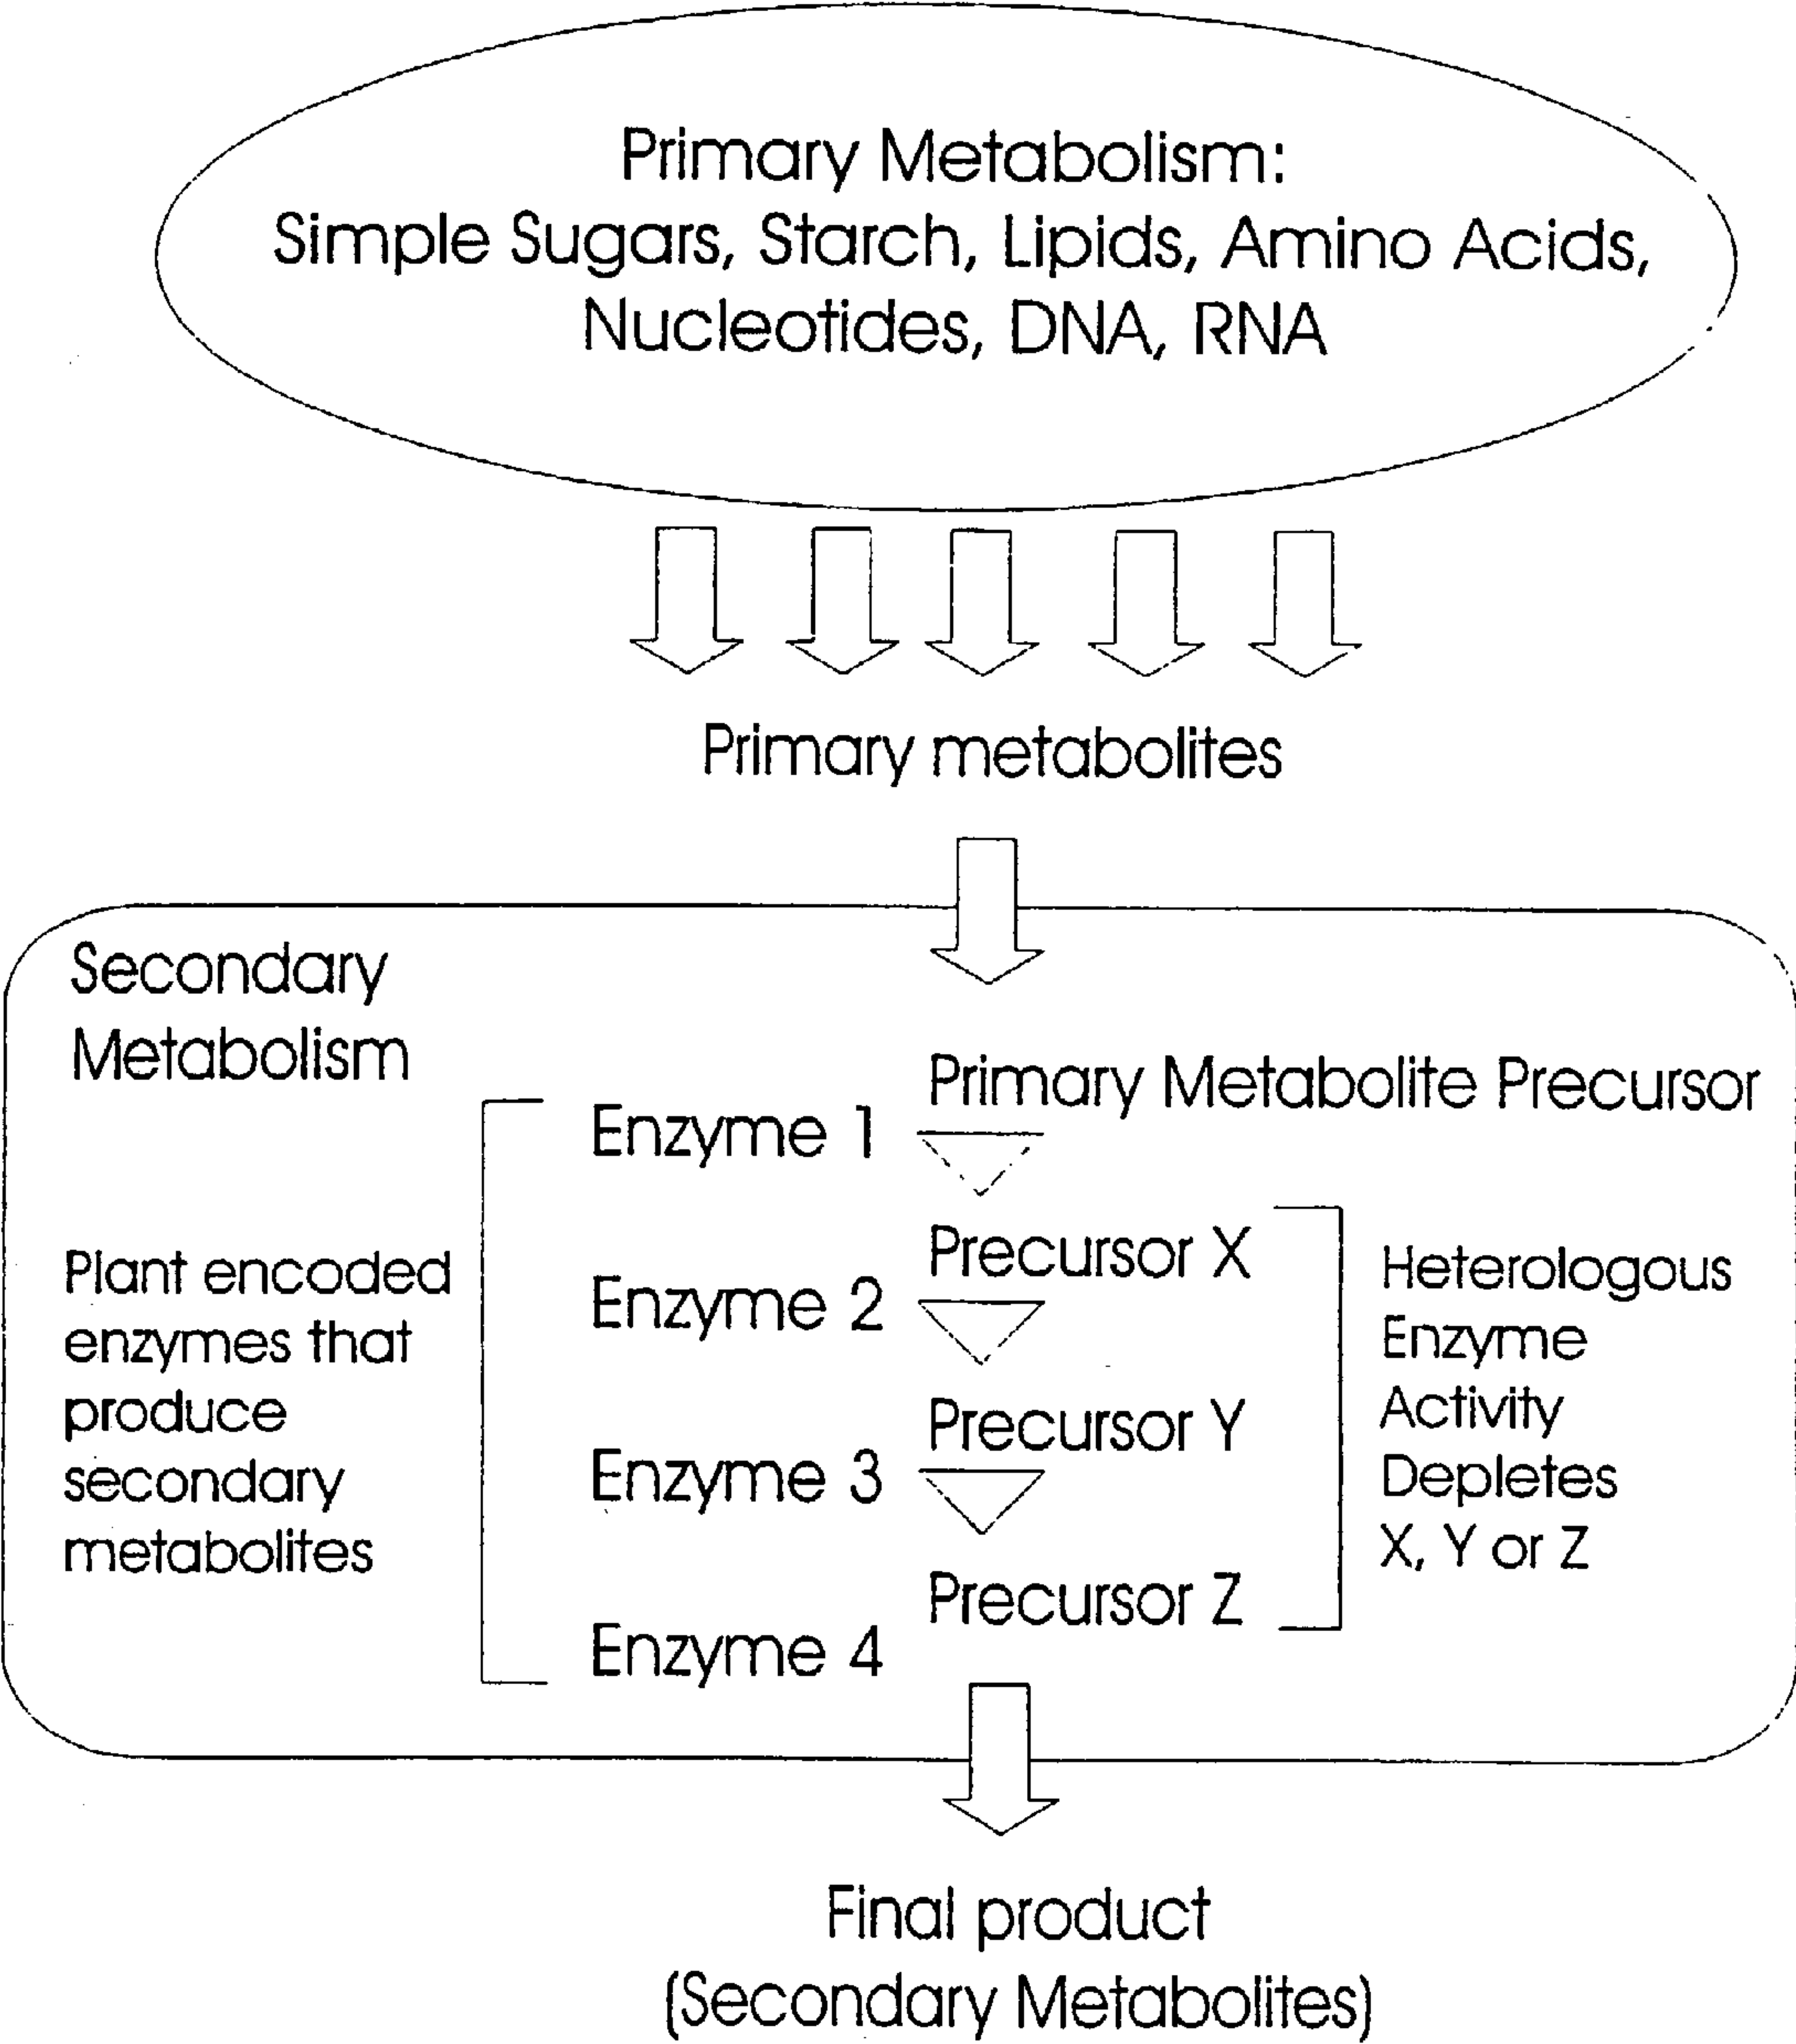 Primary Metabolism:
Simple Sugars, Starch, Lipids, Amino Acids,
Nucleotides, DNA, RNA
Primary metabolites
Secondary
Metabolism
Primary Metabolite Precursor
Enzyme 1
Precursor X
Enzyme 2
Precursor Y
Enzyme 3
Precursor Z
Enzyme 4
Plant encoded
enzymes that
produce
secondary
metabolites
Heterologous
Enzyme
Activity
Depletes
X, Y or Z
Final product
(Secondary Metabolites)